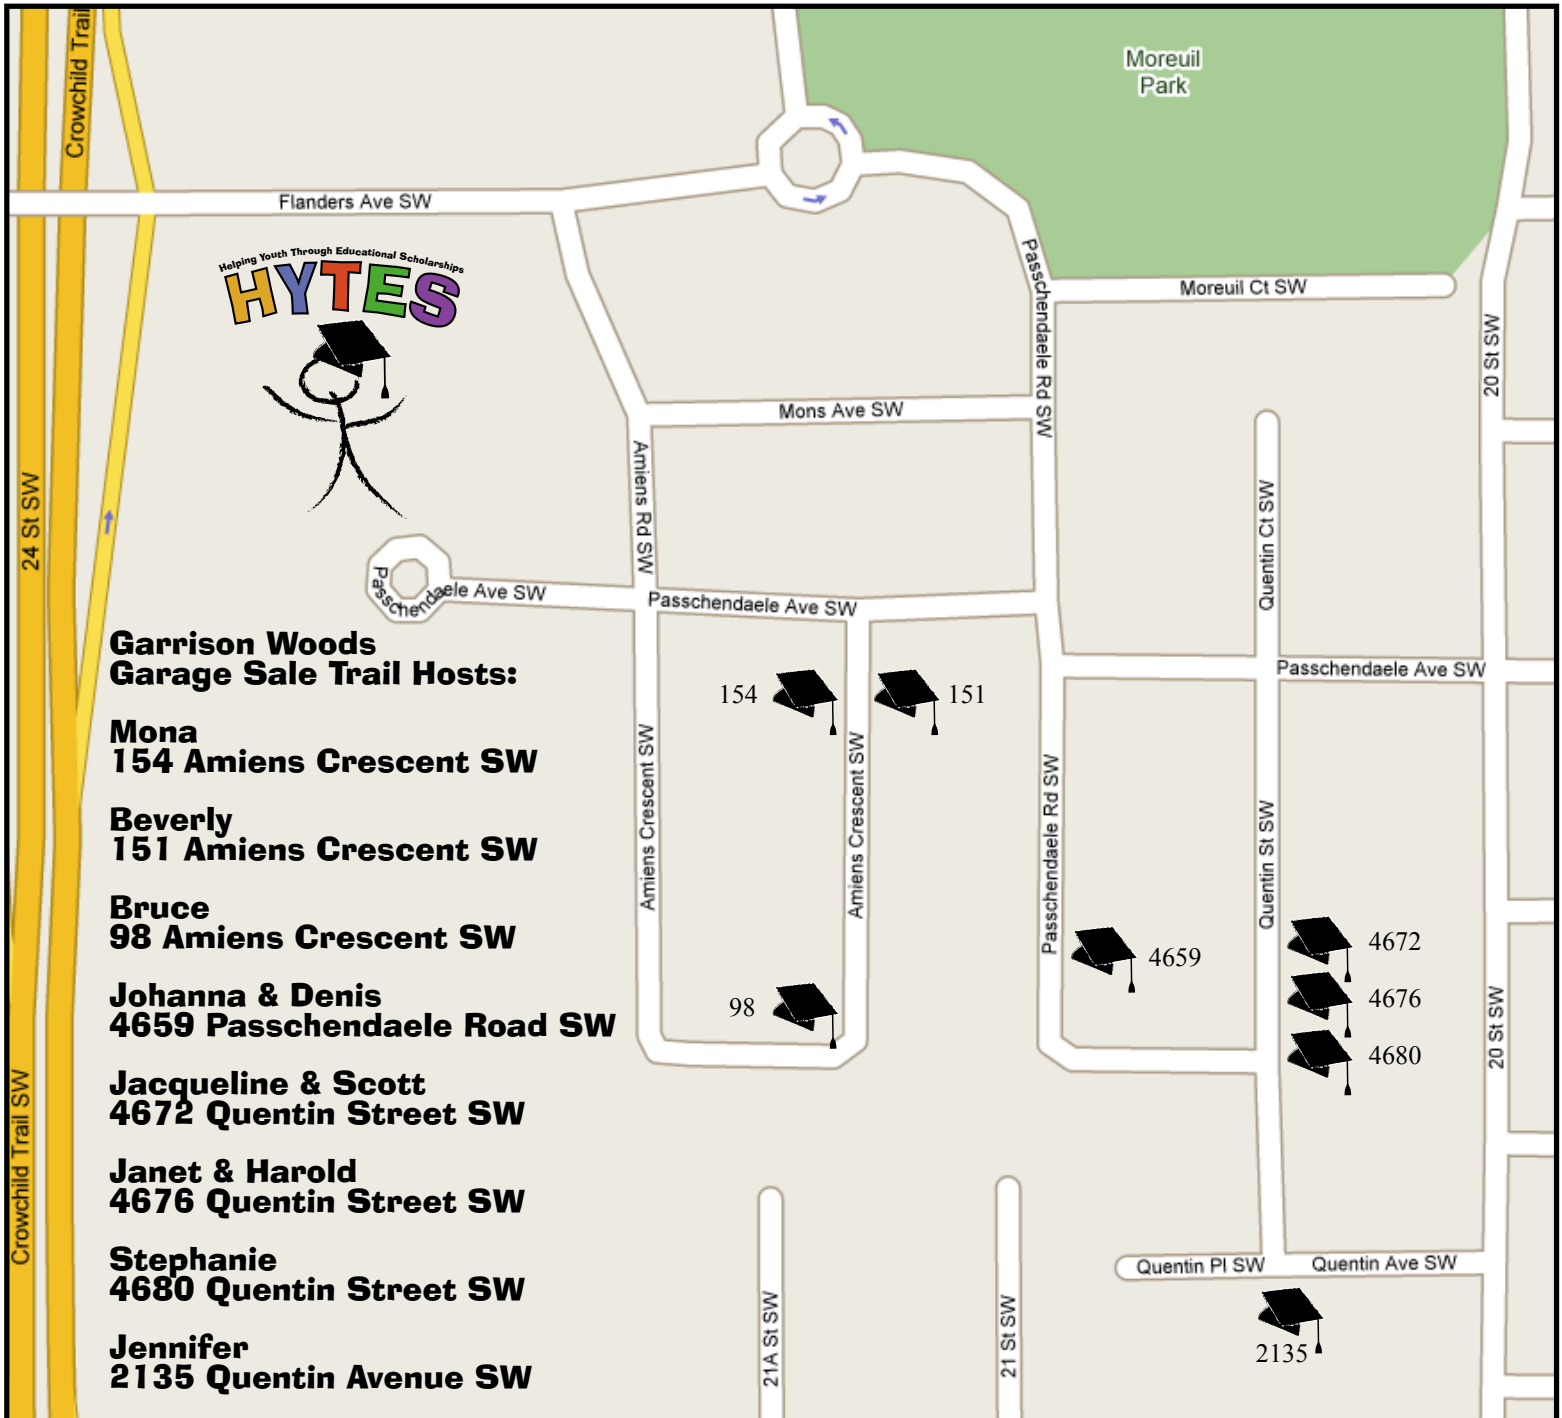 Crowchild Trail
Moreuil
Park
Flanders Ave SW
Helping Youth Through Educational Scholarships
HYTES
Passchendaele Rd SW
Moreuil Ct SW
20 St SW
Mons Ave SW
Amiens Rd SW
24 St SW
Quentin Ct SW
Passchendaele Ave SW
Passchendaele Ave SW
Passchendaele Ave SW
Garrison Woods
Garage Sale Trail Hosts:
154
151
Mona
154 Amiens Crescent SW
Amiens Crescent SW
Amiens Crescent SW
Passchendaele Rd SW
Quentin St SW
Beverly
151 Amiens Crescent SW
Bruce
98 Amiens Crescent SW
4659
4672
4676
4680
98
Johanna & Denis
4659 Passchendaele Road SW
20 St SW
Crowchild Trail SW
Jacqueline & Scott
4672 Quentin Street SW
Janet & Harold
4676 Quentin Street SW
Stephanie
4680 Quentin Street SW
Quentin Pl SW
Quentin Ave SW
21A St SW
21 St SW
2135
Jennifer
2135 Quentin Avenue SW